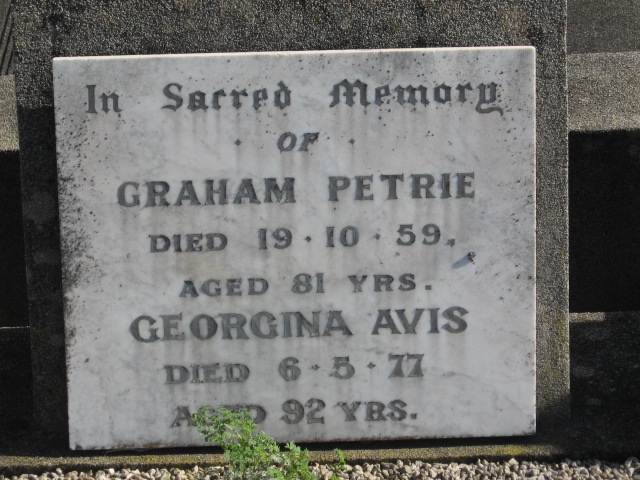 In Sacred Memory
· OF ·
GRAHAM PETRIE
DIED 19 · 10 · 59.
AGED 81 YRS.
GEORGINA AVIS
DIED 6 · 5 · 77
AGED 92 YRS.